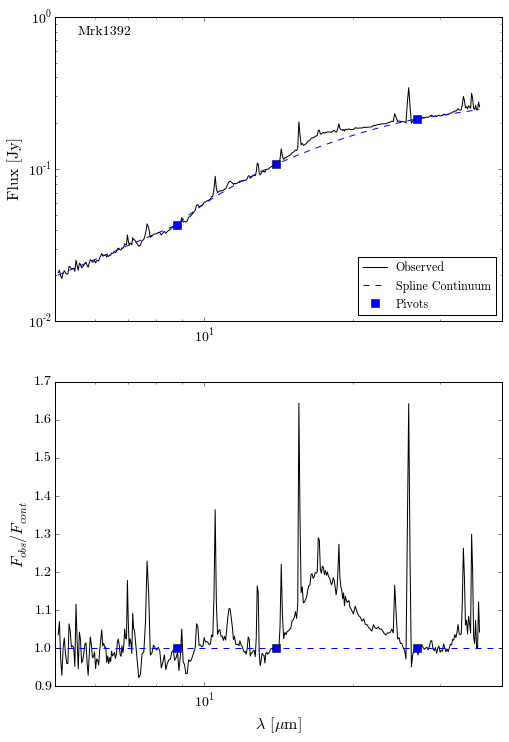 Mrk1392
10^0
10^-1
10^-2
Flux [Jy]
Observed
Spline Continuum
Pivots
10^1
1.7
1.6
1.5
1.4
1.3
1.2
1.1
1.0
0.9
F_obs/F_cont
10^1
λ [μm]